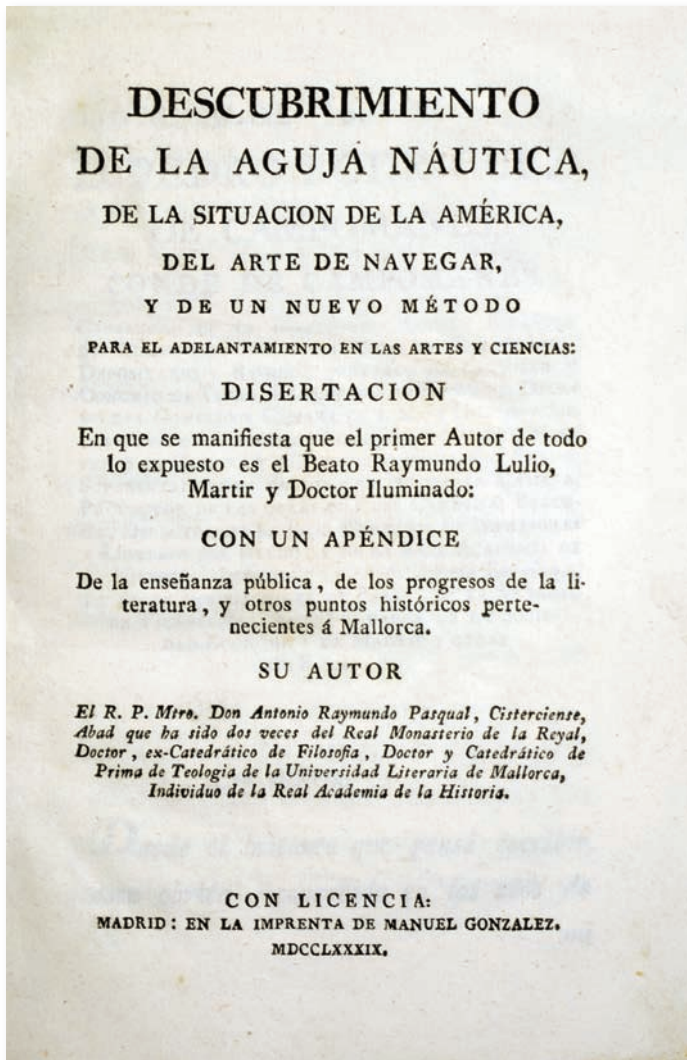 DESCUBRIMIENTO
DE LA AGUJA NÁUTICA,
DE LA SITUACION DE LA AMÉRICA,
DEL ARTE DE NAVEGAR,
Y DE UN NUEVO MÉTODO
PARA EL ADELANTAMIENTO EN LAS ARTES Y CIENCIAS:
DISERTACION
En que se manifiesta que el primer Autor de todo
lo expuesto es el Beato Raymundo Lulio,
Martir y Doctor Iluminado:
CON UN APÉNDICE
De la enseñanza pública, de los progresos de la li-
teratura, y otros puntos históricos perte-
necientes á Mallorca.
SU AUTOR
El R. P. Mtro. Don Antonio Raymundo Pasqual, Cisterciense,
Abad que ha sido dos veces del Real Monasterio de la Reyal,
Doctor, ex-Catedrático de Filosofia, Doctor y Catedrático de
Prima de Teologia de la Universidad Literaria de Mallorca,
Individuo de la Real Academia de la Historia.
CON LICENCIA:
MADRID: EN LA IMPRENTA DE MANUEL GONZALEZ.
MDCCLXXXIX.